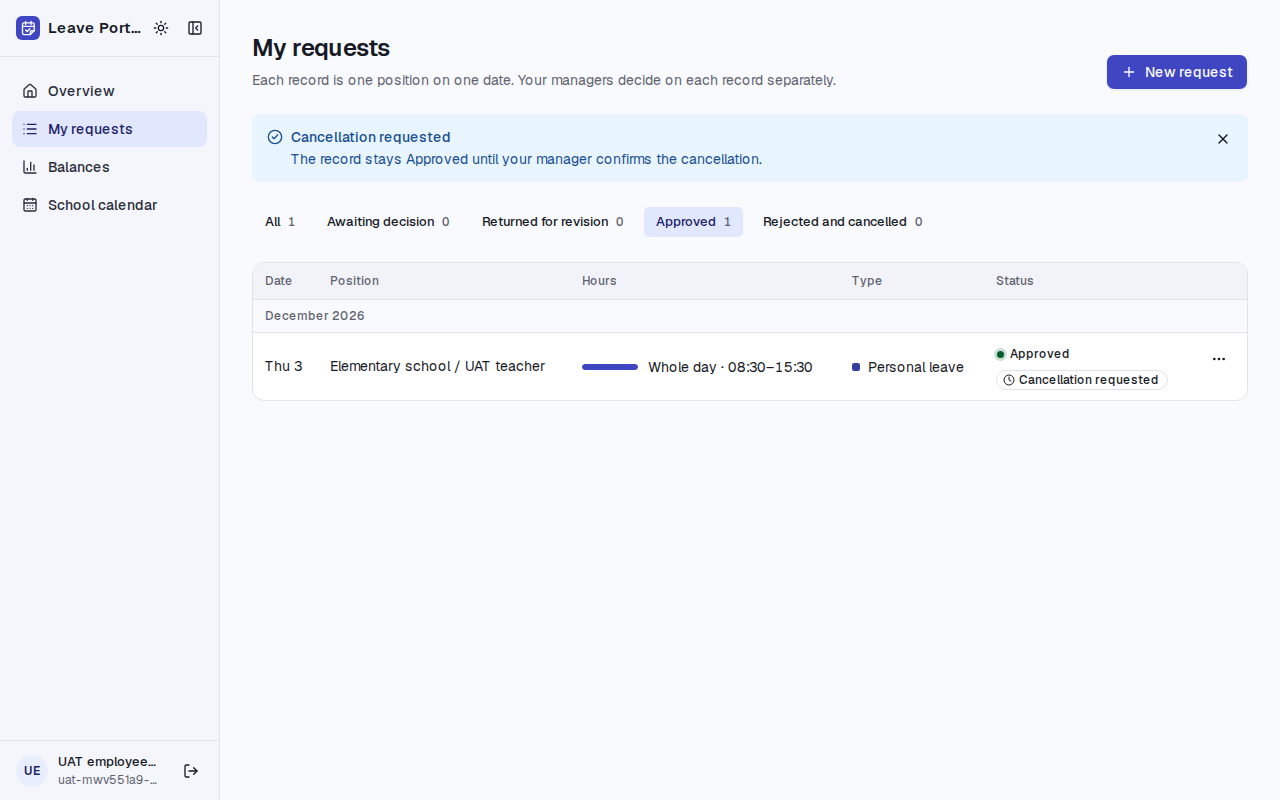 Leave Port…
Overview
My requests
Balances
School calendar
UE
UAT employee…
uat-mwv551a9-…
My requests
Each record is one position on one date. Your managers decide on each record separately.
New request
Cancellation requested
The record stays Approved until your manager confirms the cancellation.
All 1 Awaiting decision 0 Returned for revision 0 Approved 1 Rejected and cancelled 0
Date Position Hours Type Status
December 2026
Thu 3 Elementary school / UAT teacher Whole day · 08:30–15:30 Personal leave Approved
Cancellation requested